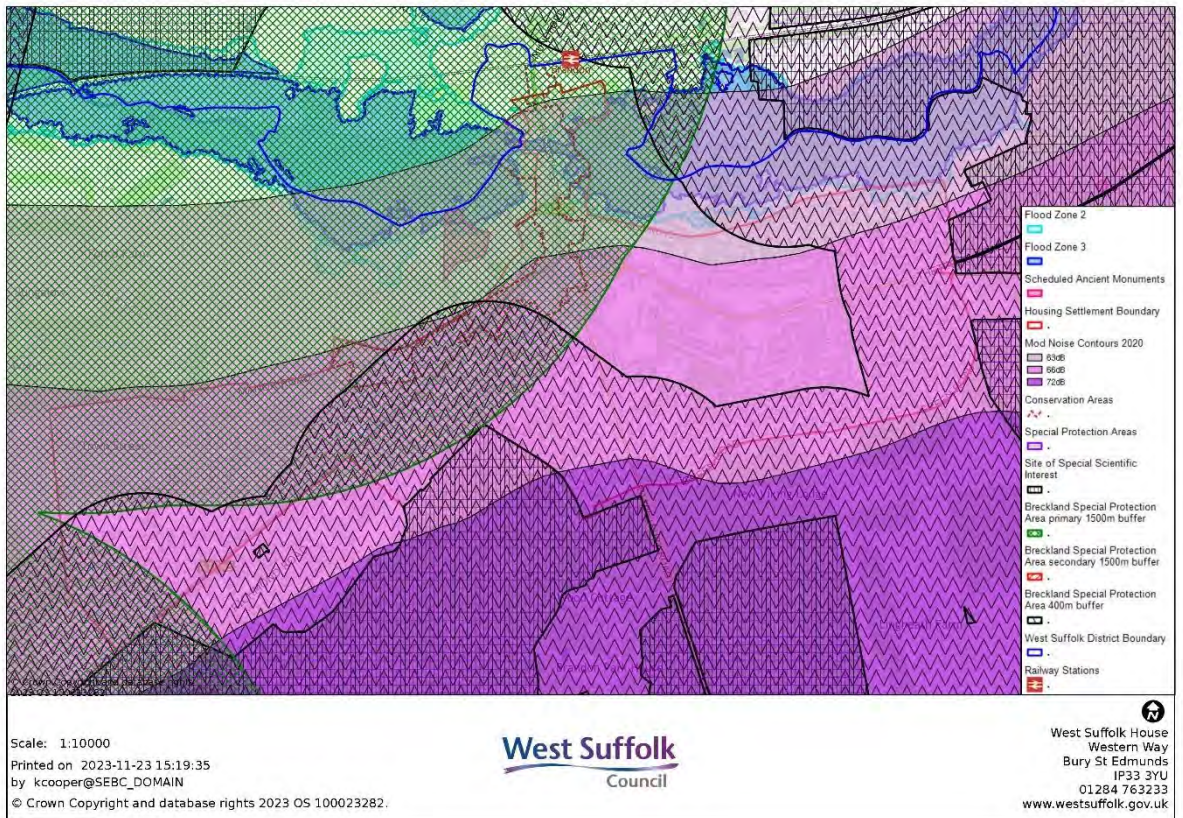 Brandon
Flood Zone 2
Flood Zone 3
Scheduled Ancient Monuments
Housing Settlement Boundary
Mod Noise Contours 2020
63dB
66dB
72dB
Conservation Areas
Special Protection Areas
Site of Special Scientific
Interest
Breckland Special Protection
Area primary 1500m buffer
Breckland Special Protection
Area secondary 1500m buffer
Breckland Special Protection
Area 400m buffer
West Suffolk District Boundary
Railway Stations
Scale: 1:10000
Printed on 2023-11-23 15:19:35
by kcooper@SEBC_DOMAIN
© Crown Copyright and database rights 2023 OS 100023282.
West Suffolk
Council
N
West Suffolk House
Western Way
Bury St Edmunds
IP33 3YU
01284 763233
www.westsuffolk.gov.uk